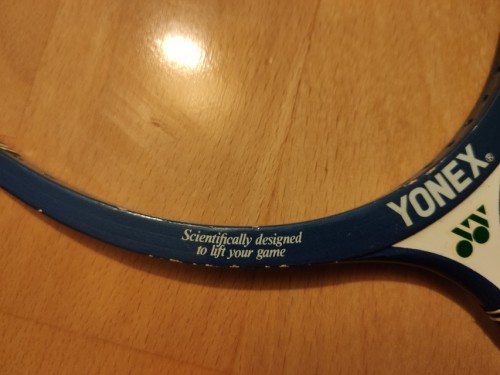 Scientifically designed
to lift your game
YONEX®